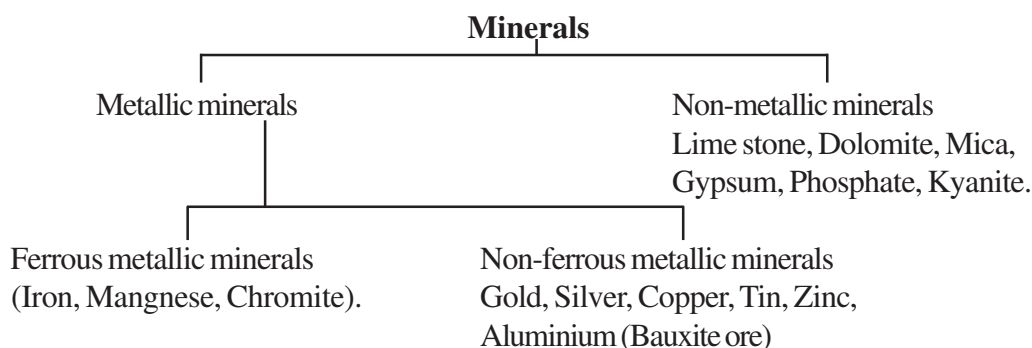 Minerals
Metallic minerals
Non-metallic minerals
Lime stone, Dolomite, Mica,
Gypsum, Phosphate, Kyanite.
Ferrous metallic minerals
(Iron, Mangnese, Chromite).
Non-ferrous metallic minerals
Gold, Silver, Copper, Tin, Zinc,
Aluminium (Bauxite ore)